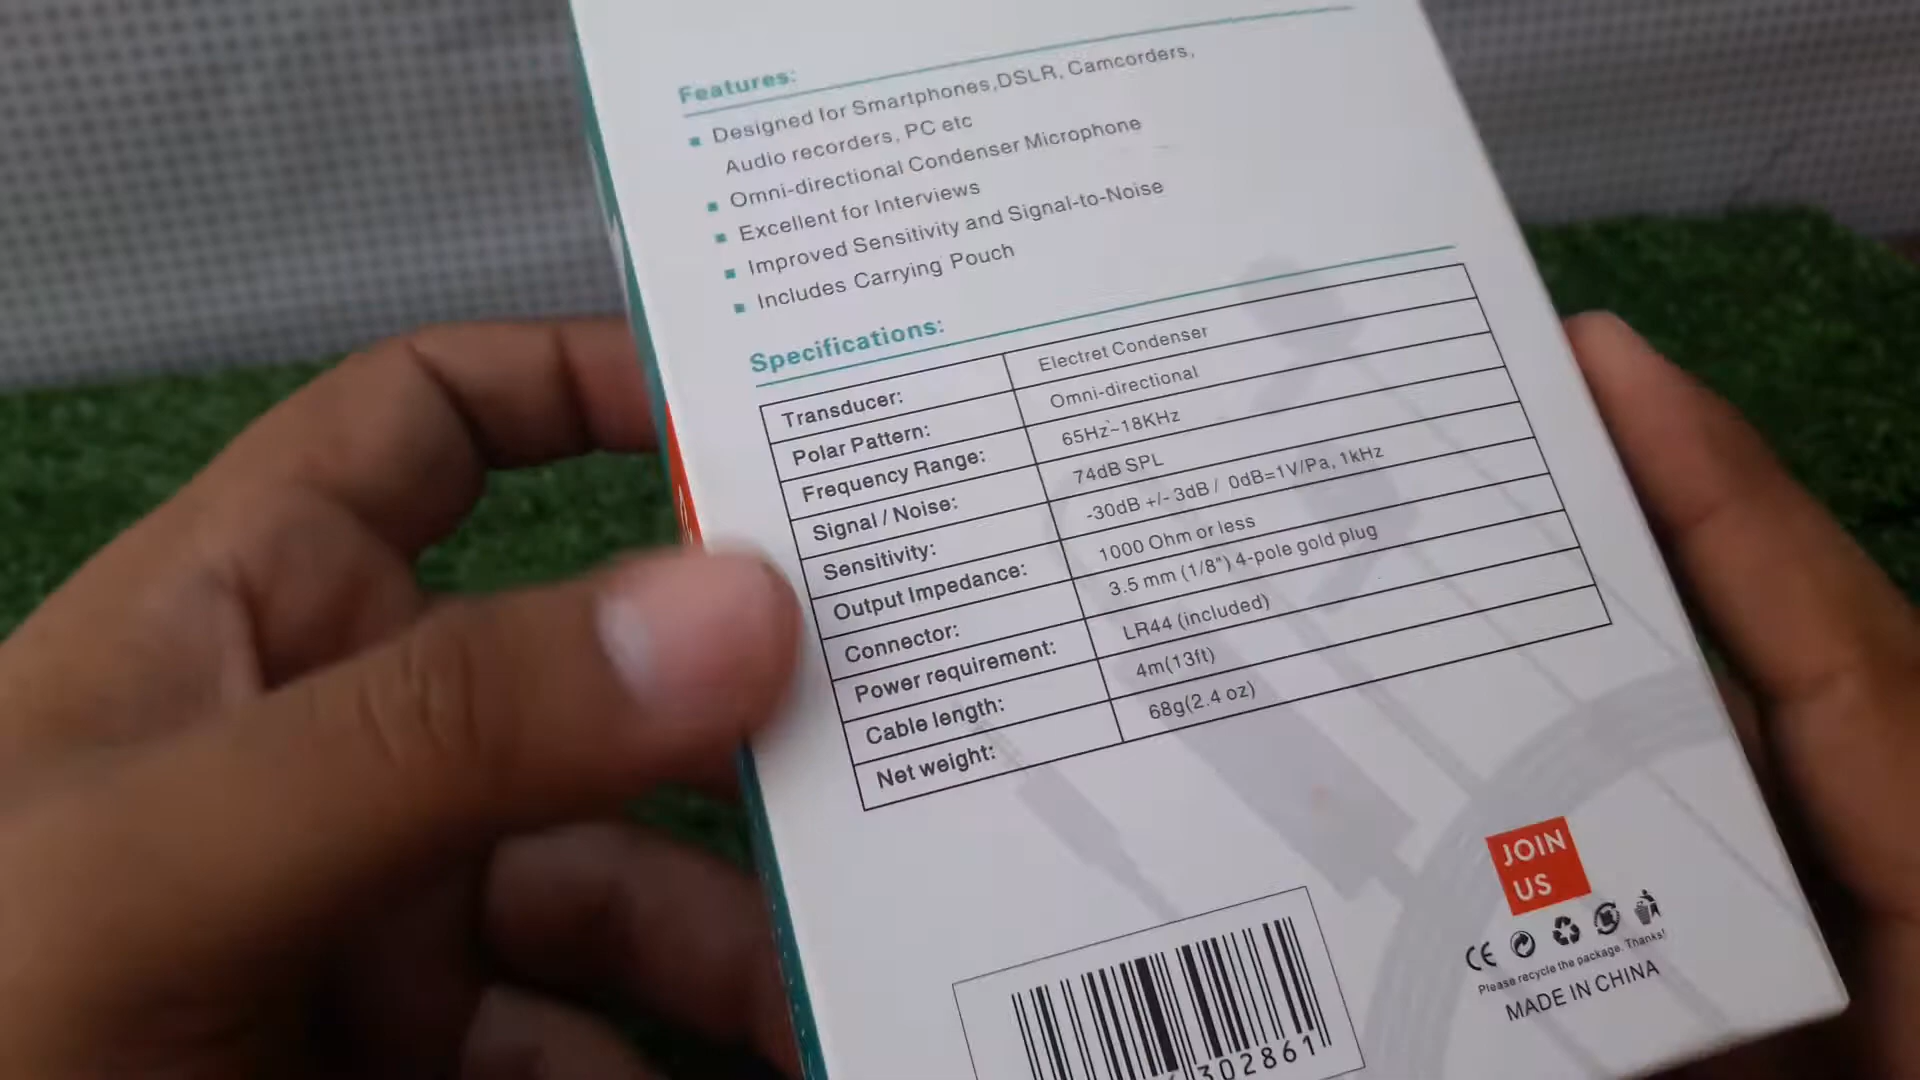 Features:
Designed for Smartphones,DSLR, Camcorders,
Audio recorders, PC etc
Omni-directional Condenser Microphone
Excellent for Interviews
Improved Sensitivity and Signal-to-Noise
Includes Carrying Pouch
Specifications:
Transducer: Electret Condenser
Polar Pattern: Omni-directional
Frequency Range: 65Hz~18KHz
Signal / Noise: 74dB SPL
Sensitivity: -30dB +/- 3dB / 0dB=1V/Pa, 1kHz
Output Impedance: 1000 Ohm or less
Connector: 3.5 mm (1/8") 4-pole gold plug
Power requirement: LR44 (included)
Cable length: 4m(13ft)
Net weight: 68g(2.4 oz)
JOIN
US
CE
Please recycle the package. Thanks!
MADE IN CHINA
302861